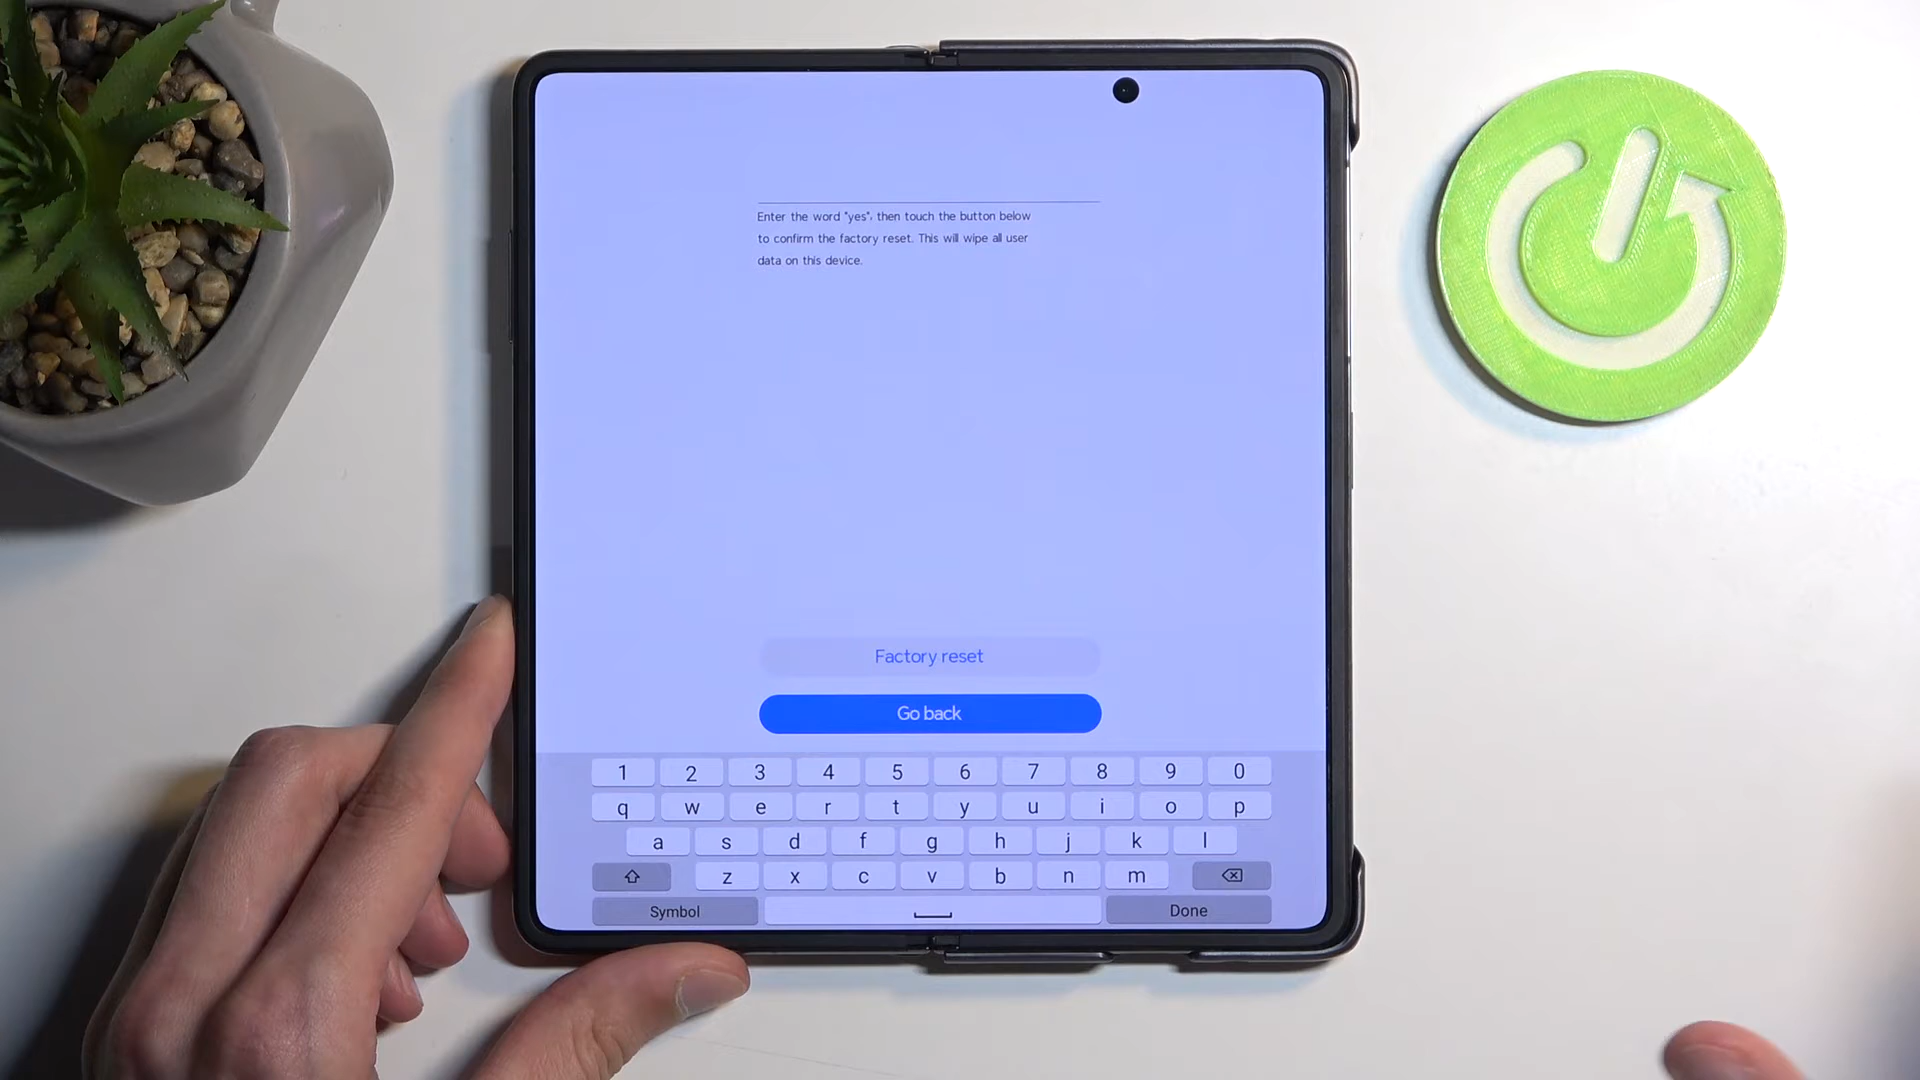 Enter the word "yes", then touch the button below
to confirm the factory reset. This will wipe all user
data on this device.
Factory reset
Go back
1 2 3 4 5 6 7 8 9 0
q w e r t y u i o p
a s d f g h j k l
z x c v b n m
Symbol Done